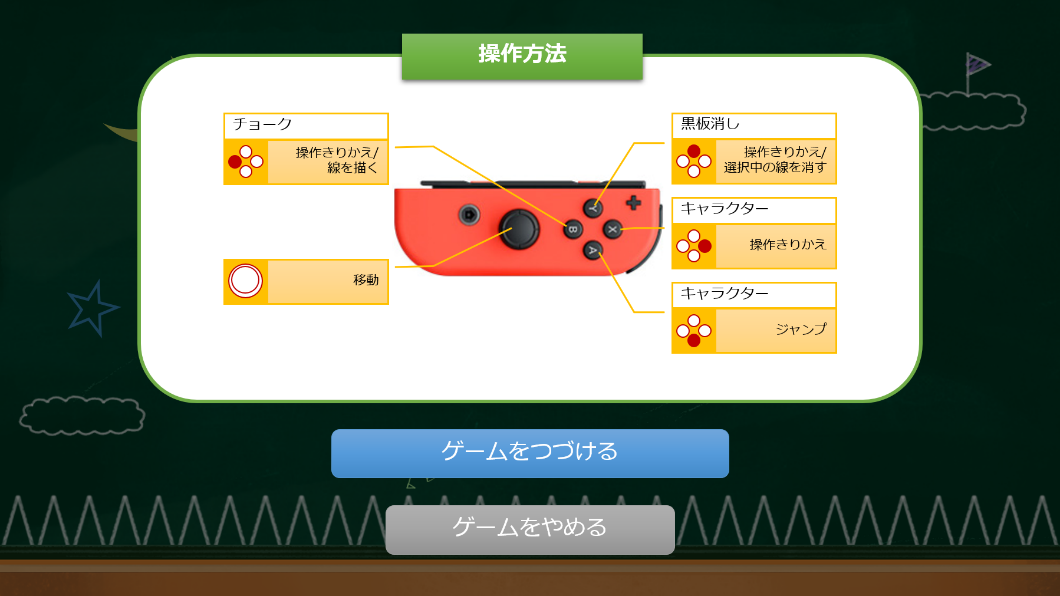 操作方法
チョーク
操作きりかえ/
線を描く
移動
黒板消し
操作きりかえ/
選択中の線を消す
キャラクター
操作きりかえ
キャラクター
ジャンプ
Y
B
X
A
ゲームをつづける
ゲームをやめる